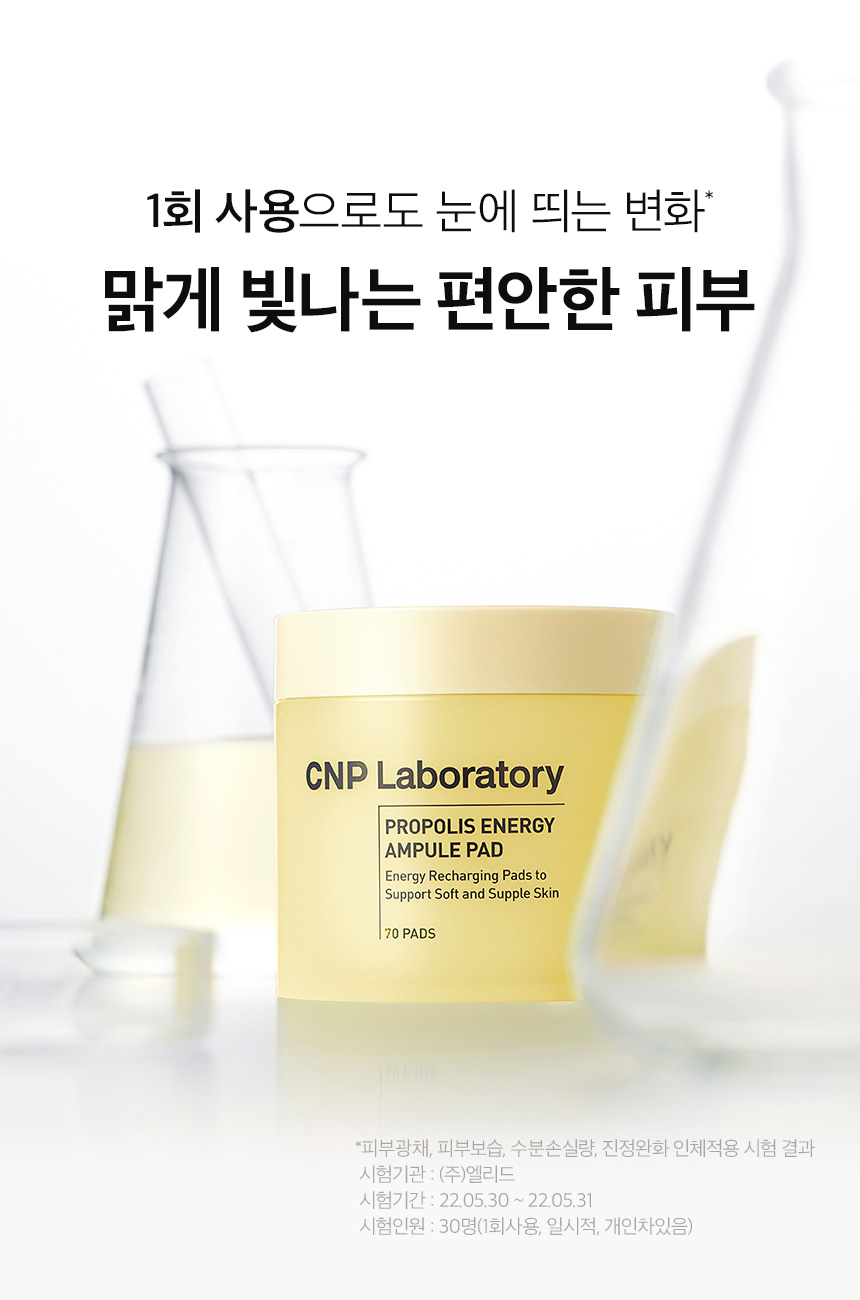 1회 사용으로도 눈에 띄는 변화*
맑게 빛나는 편안한 피부
CNP Laboratory
PROPOLIS ENERGY
AMPULE PAD
Energy Recharging Pads to
Support Soft and Supple Skin
70 PADS
*피부광채, 피부보습, 수분손실량, 진정완화 인체적용 시험 결과
시험기관 : (주)엘리드
시험기간 : 22.05.30 ~ 22.05.31
시험인원 : 30명(1회사용, 일시적, 개인차있음)